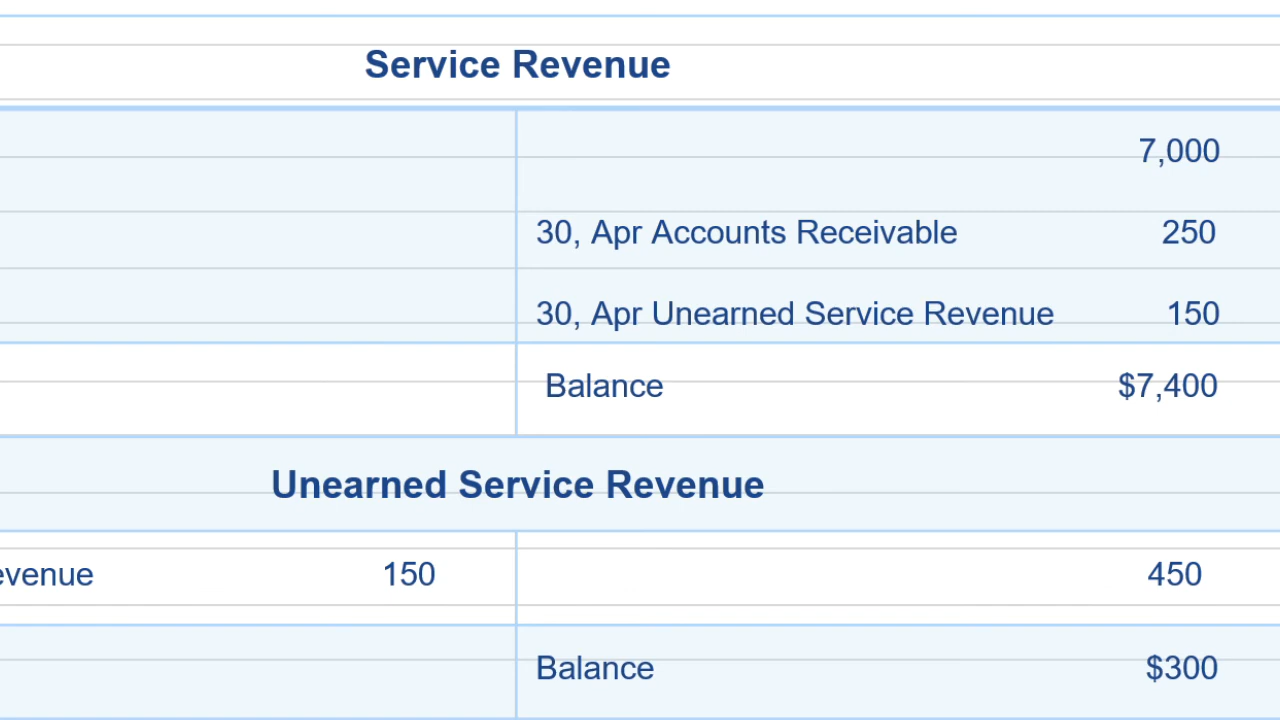 Service Revenue
7,000
30, Apr Accounts Receivable 250
30, Apr Unearned Service Revenue 150
Balance $7,400
Unearned Service Revenue
evenue 150 450
Balance $300